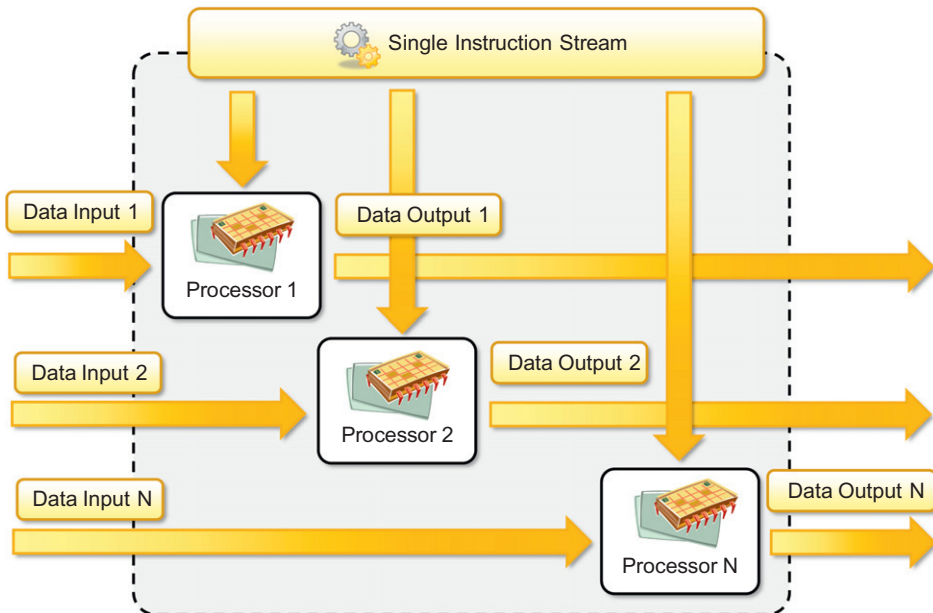 Single Instruction Stream
Data Input 1
Data Output 1
Processor 1
Data Input 2
Data Output 2
Processor 2
Data Input N
Data Output N
Processor N